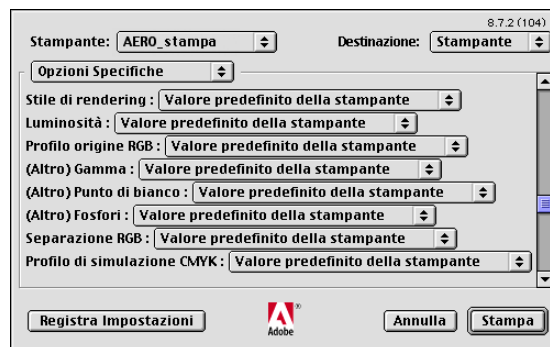 8.7.2 (104)
Stampante: AERO_stampa Destinazione: Stampante
Opzioni Specifiche
Stile di rendering : Valore predefinito della stampante
Luminosità : Valore predefinito della stampante
Profilo origine RGB : Valore predefinito della stampante
(Altro) Gamma : Valore predefinito della stampante
(Altro) Punto di bianco : Valore predefinito della stampante
(Altro) Fosfori : Valore predefinito della stampante
Separazione RGB : Valore predefinito della stampante
Profilo di simulazione CMYK : Valore predefinito della stampante
Registra Impostazioni Adobe® Annulla Stampa